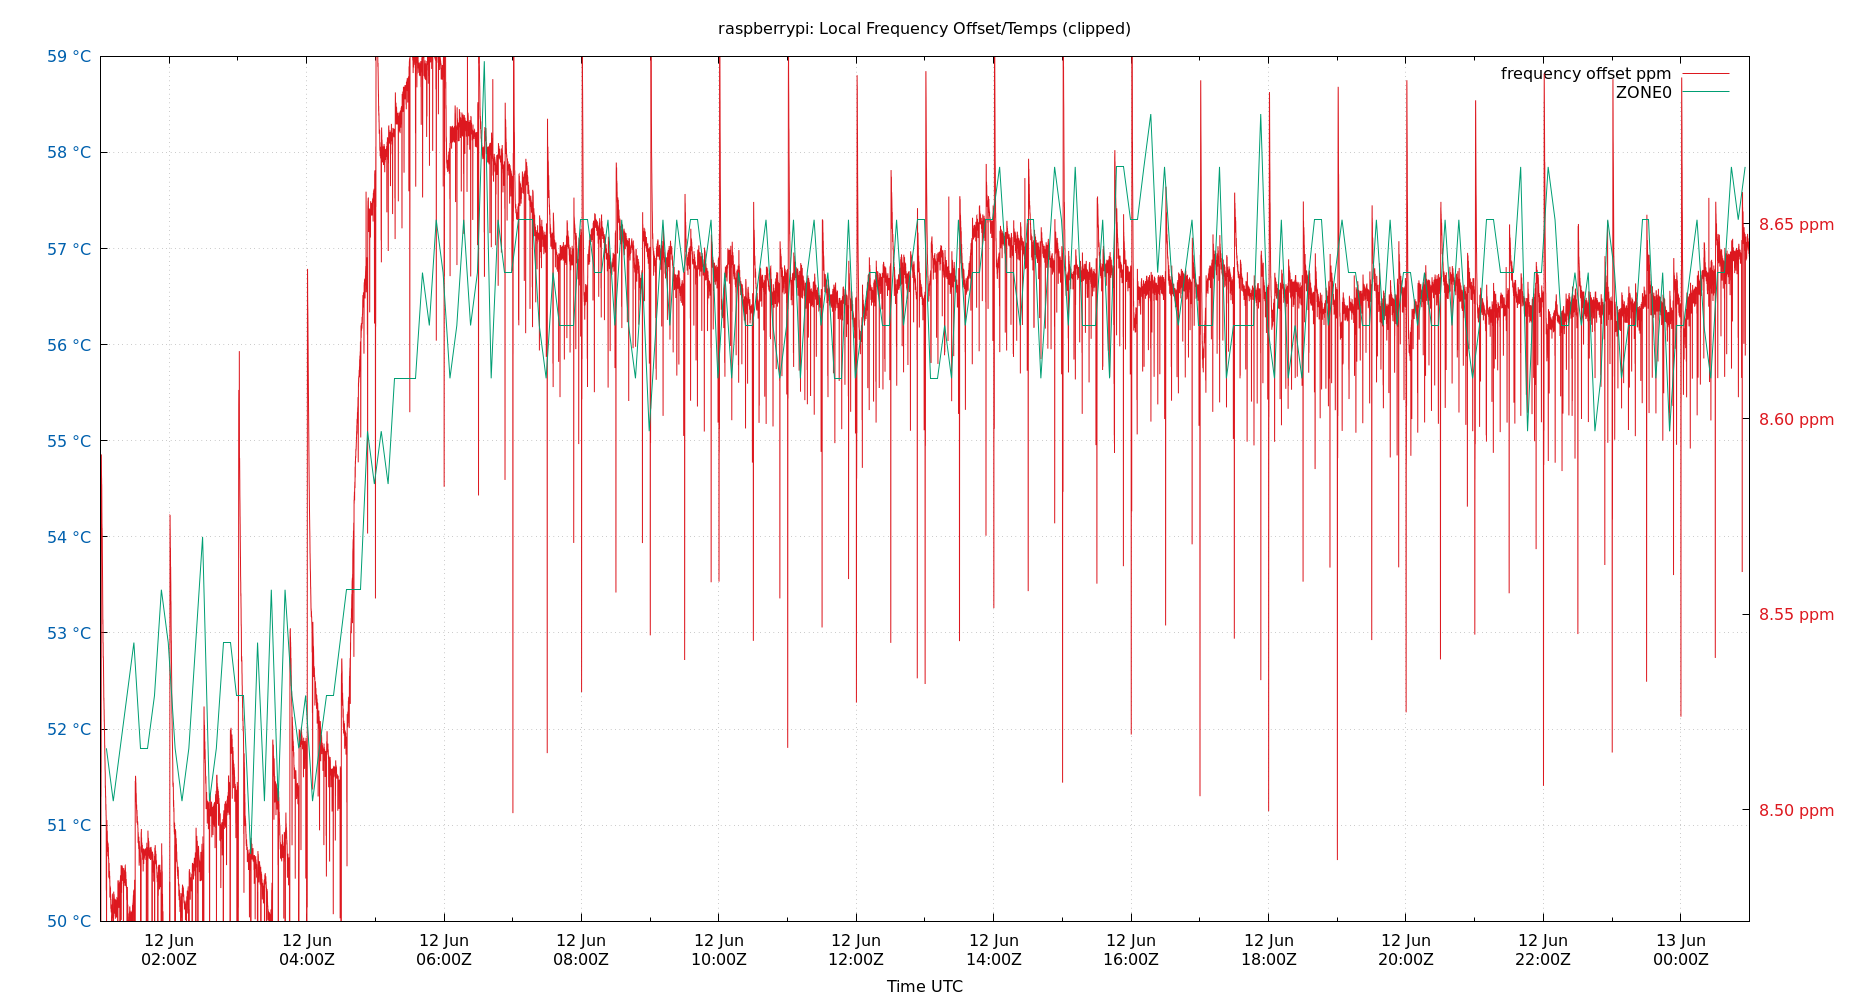 raspberrypi: Local Frequency Offset/Temps (clipped)
frequency offset ppm
ZONE0
59 °C
58 °C
57 °C
56 °C
55 °C
54 °C
53 °C
52 °C
51 °C
50 °C
8.65 ppm
8.60 ppm
8.55 ppm
8.50 ppm
12 Jun 12 Jun 12 Jun 12 Jun 12 Jun 12 Jun 12 Jun 12 Jun 12 Jun 12 Jun 12 Jun 13 Jun
02:00Z 04:00Z 06:00Z 08:00Z 10:00Z 12:00Z 14:00Z 16:00Z 18:00Z 20:00Z 22:00Z 00:00Z
Time UTC